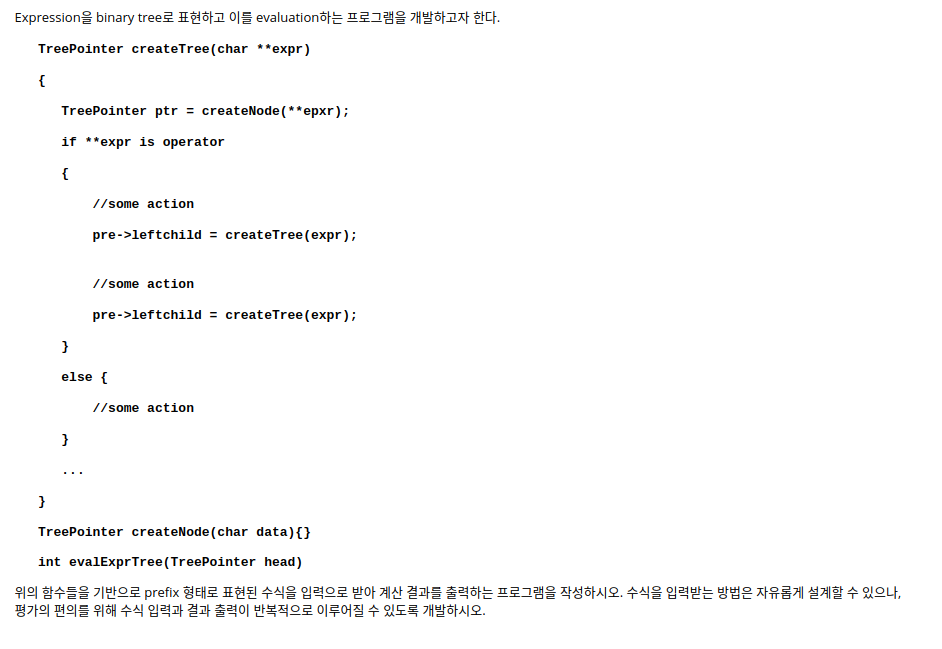 Expression을 binary tree로 표현하고 이를 evaluation하는 프로그램을 개발하고자 한다.
TreePointer createTree(char **expr)
{
TreePointer ptr = createNode(**epxr);
if **expr is operator
{
//some action
pre->leftchild = createTree(expr);
//some action
pre->leftchild = createTree(expr);
}
else {
//some action
}
...
}
TreePointer createNode(char data){}
int evalExprTree(TreePointer head)
위의 함수들을 기반으로 prefix 형태로 표현된 수식을 입력으로 받아 계산 결과를 출력하는 프로그램을 작성하시오. 수식을 입력받는 방법은 자유롭게 설계할 수 있으나,
평가의 편의를 위해 수식 입력과 결과 출력이 반복적으로 이루어질 수 있도록 개발하시오.